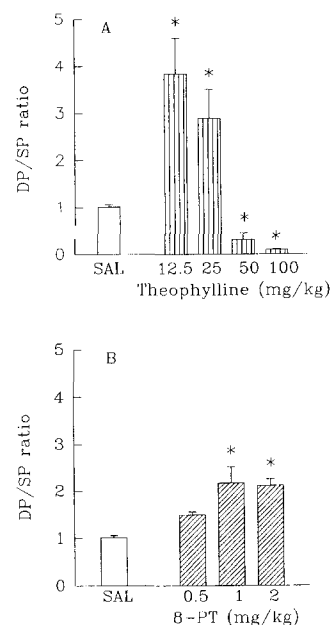 A
5
4
3
2
1
0
DP/SP ratio
* * * *
SAL 12.5 25 50 100
Theophylline (mg/kg)
B
5
4
3
2
1
0
DP/SP ratio
* *
SAL 0.5 1 2
8-PT (mg/kg)